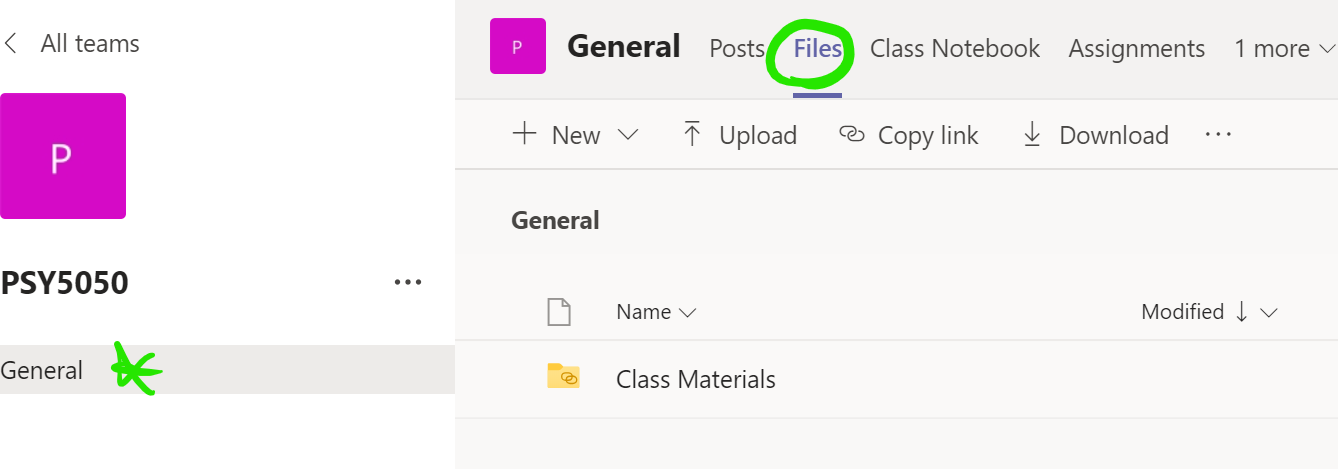 All teams
P
PSY5050
General
P General Posts Files Class Notebook Assignments 1 more
New Upload Copy link Download
General
Name Modified
Class Materials